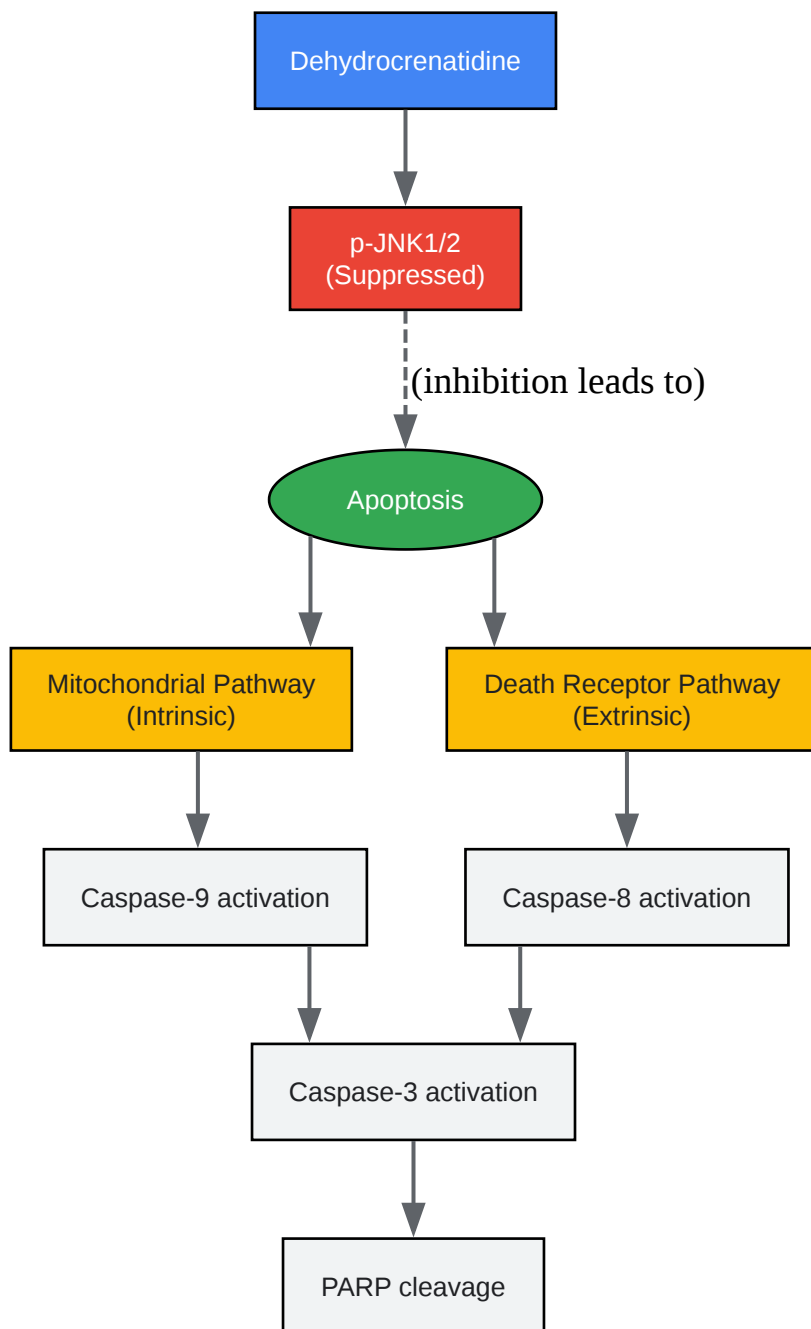 Dehydrocrenatidine
p-JNK1/2
(Suppressed)
(inhibition leads to)
Apoptosis
Mitochondrial Pathway
(Intrinsic)
Death Receptor Pathway
(Extrinsic)
Caspase-9 activation
Caspase-8 activation
Caspase-3 activation
PARP cleavage